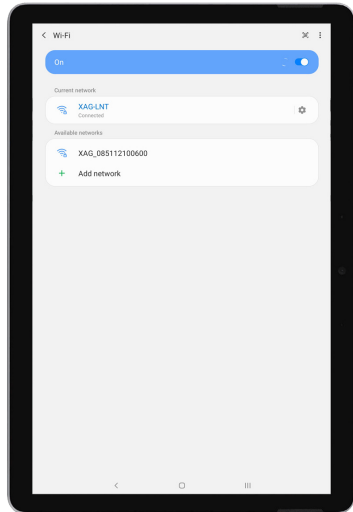 Wi-Fi
On
Current network
XAG-LNT
Connected
Available networks
XAG_085112100600
Add network